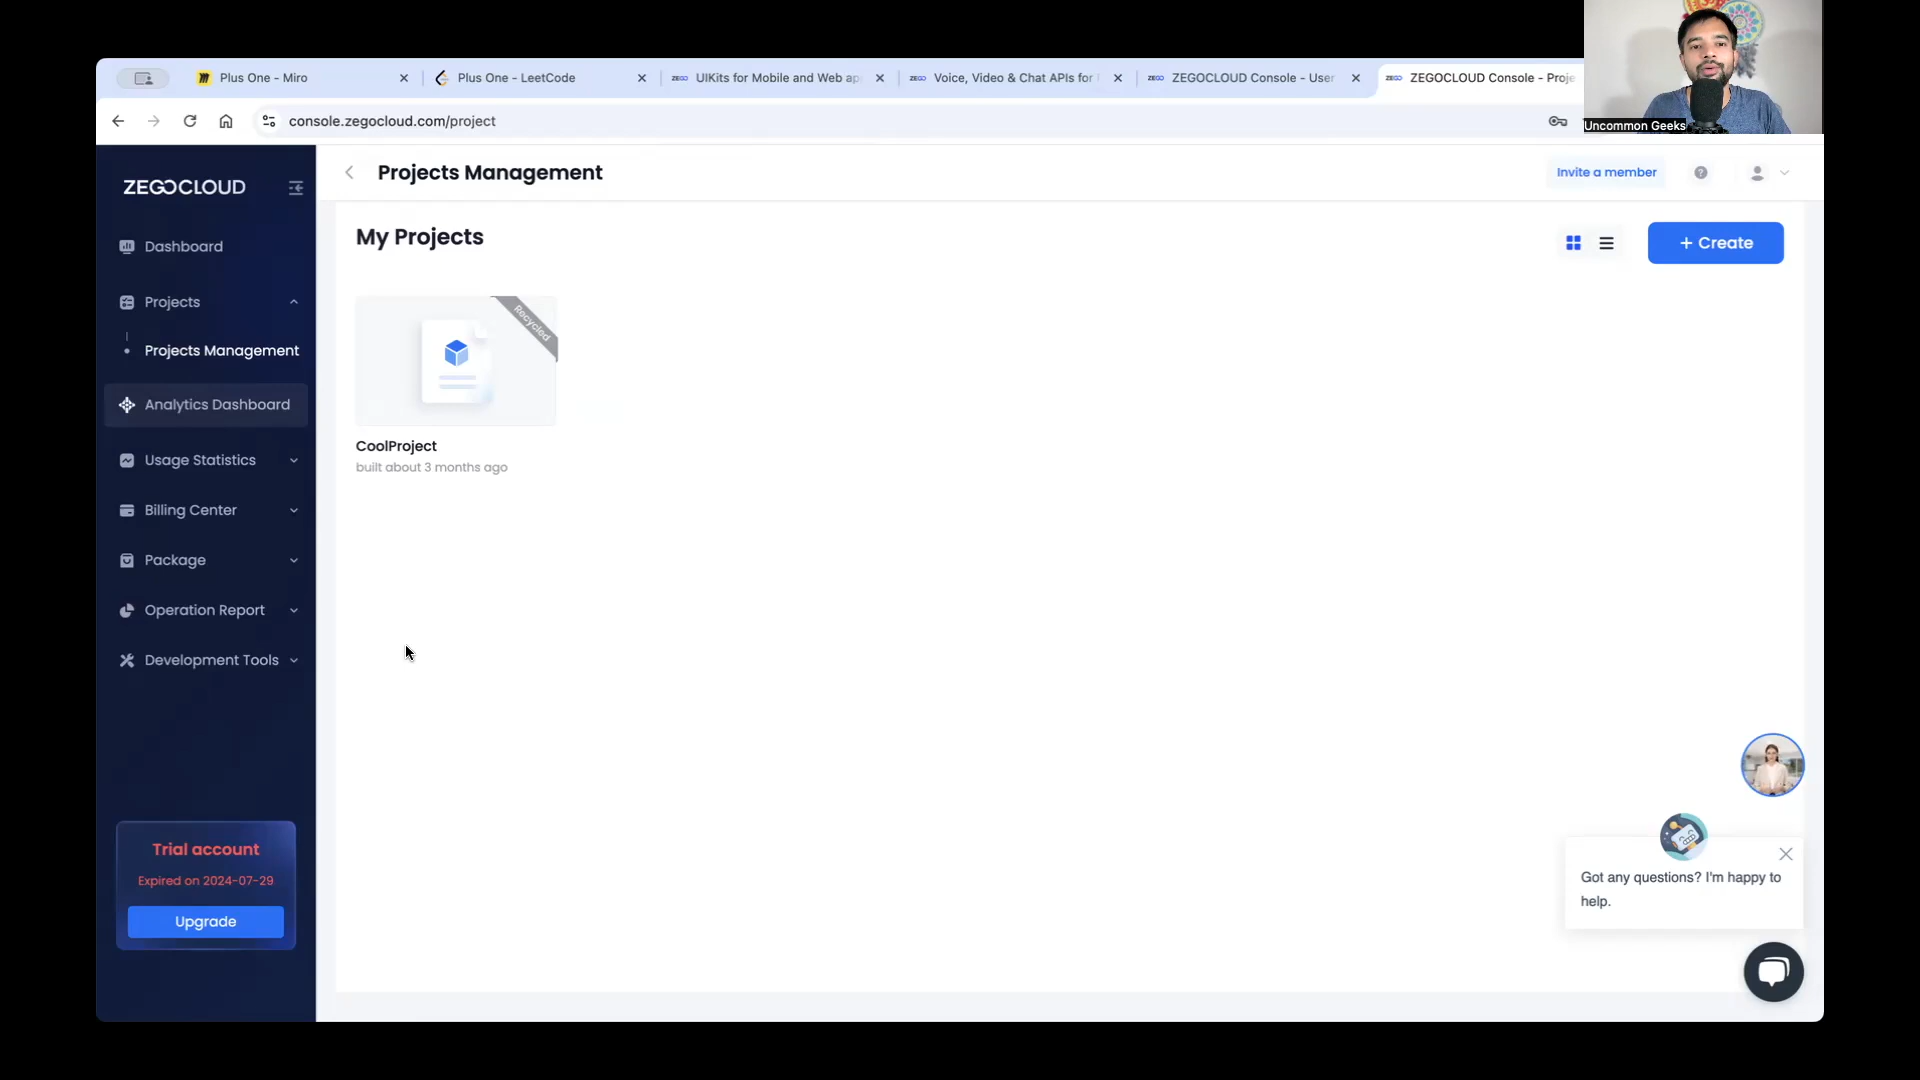 Plus One - Miro
Plus One - LeetCode
UIKits for Mobile and Web ap
Voice, Video & Chat APIs for
ZEGOCLOUD Console - User
ZEGOCLOUD Console - Proje
console.zegocloud.com/project
Uncommon Geeks
ZEGOCLOUD
Projects Management
Invite a member
Dashboard
Projects
Projects Management
Analytics Dashboard
Usage Statistics
Billing Center
Package
Operation Report
Development Tools
Trial account
Expired on 2024-07-29
Upgrade
My Projects
+ Create
Recycled
CoolProject
built about 3 months ago
Got any questions? I'm happy to
help.